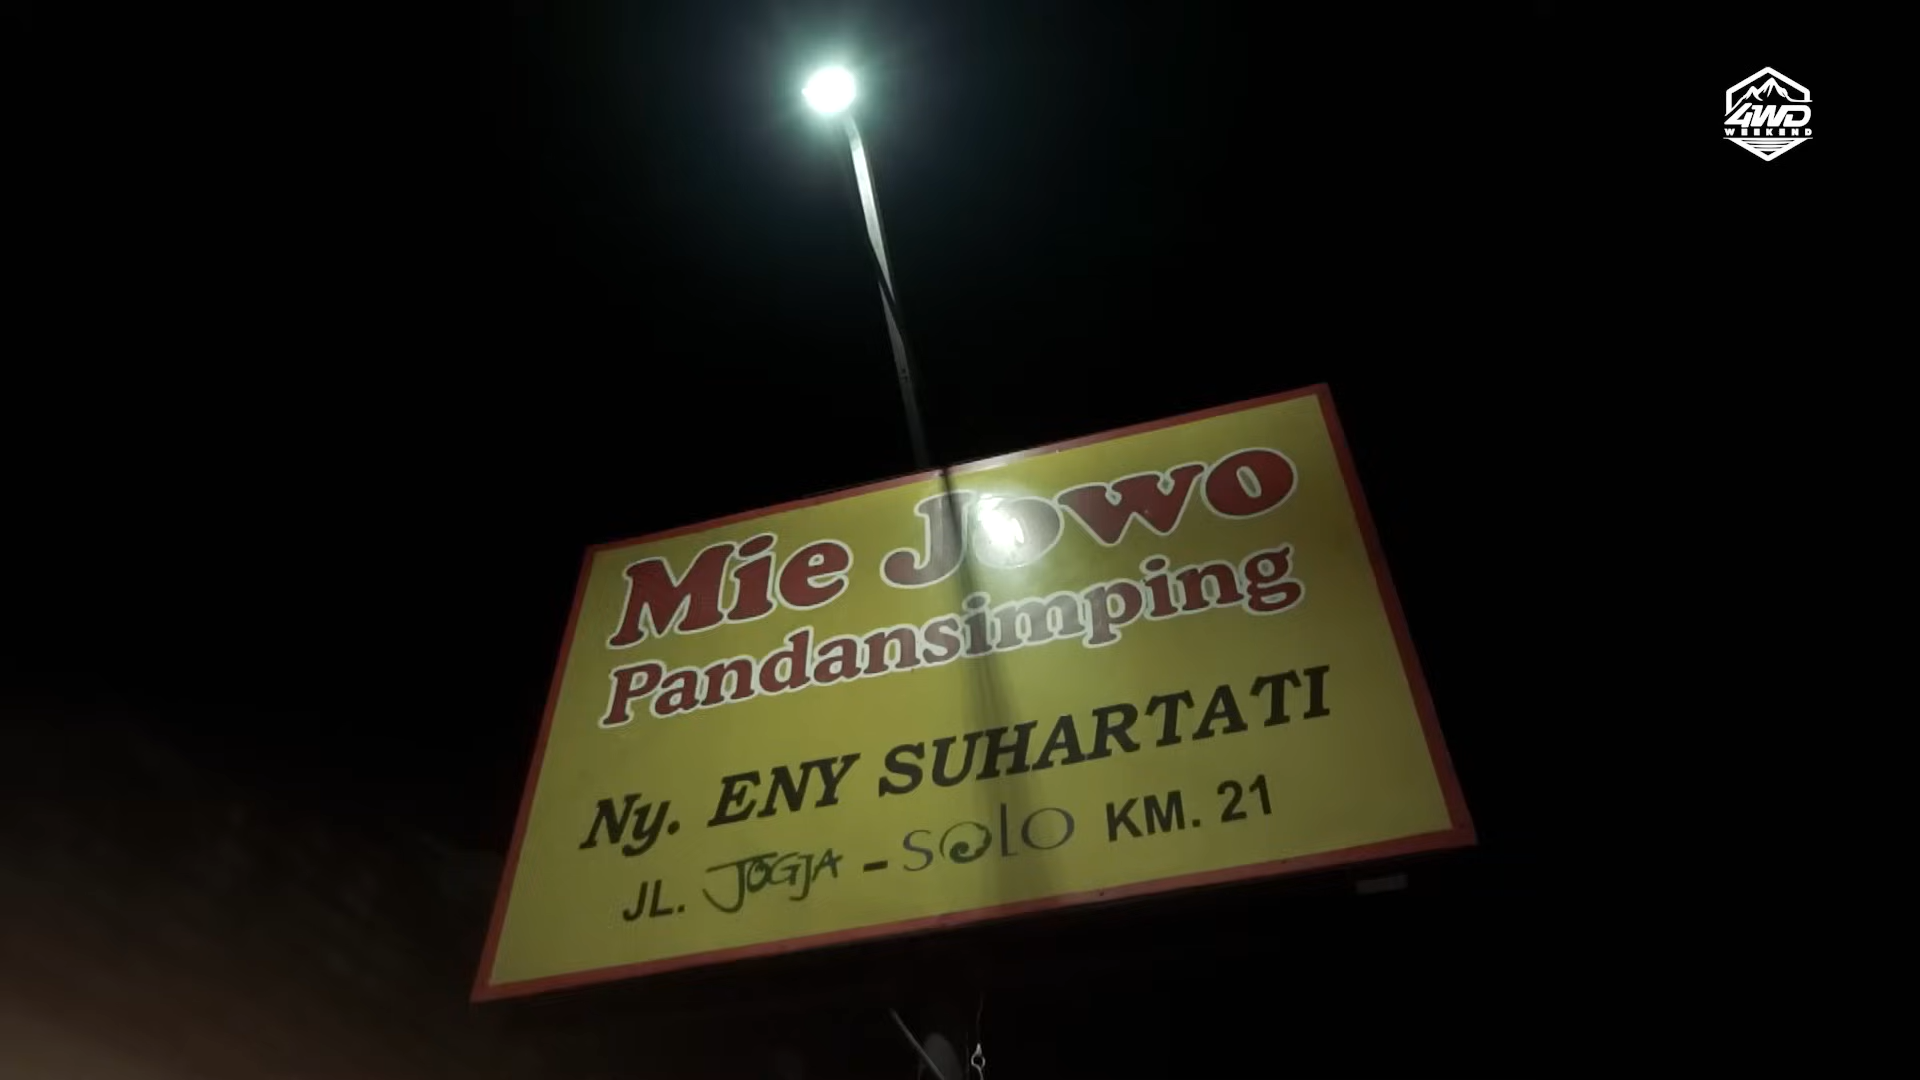 4WD
WEEKEND
Mie Jowo
Pandansimping
Ny. ENY SUHARTATI
JL. JOGJA - SOLO KM. 21